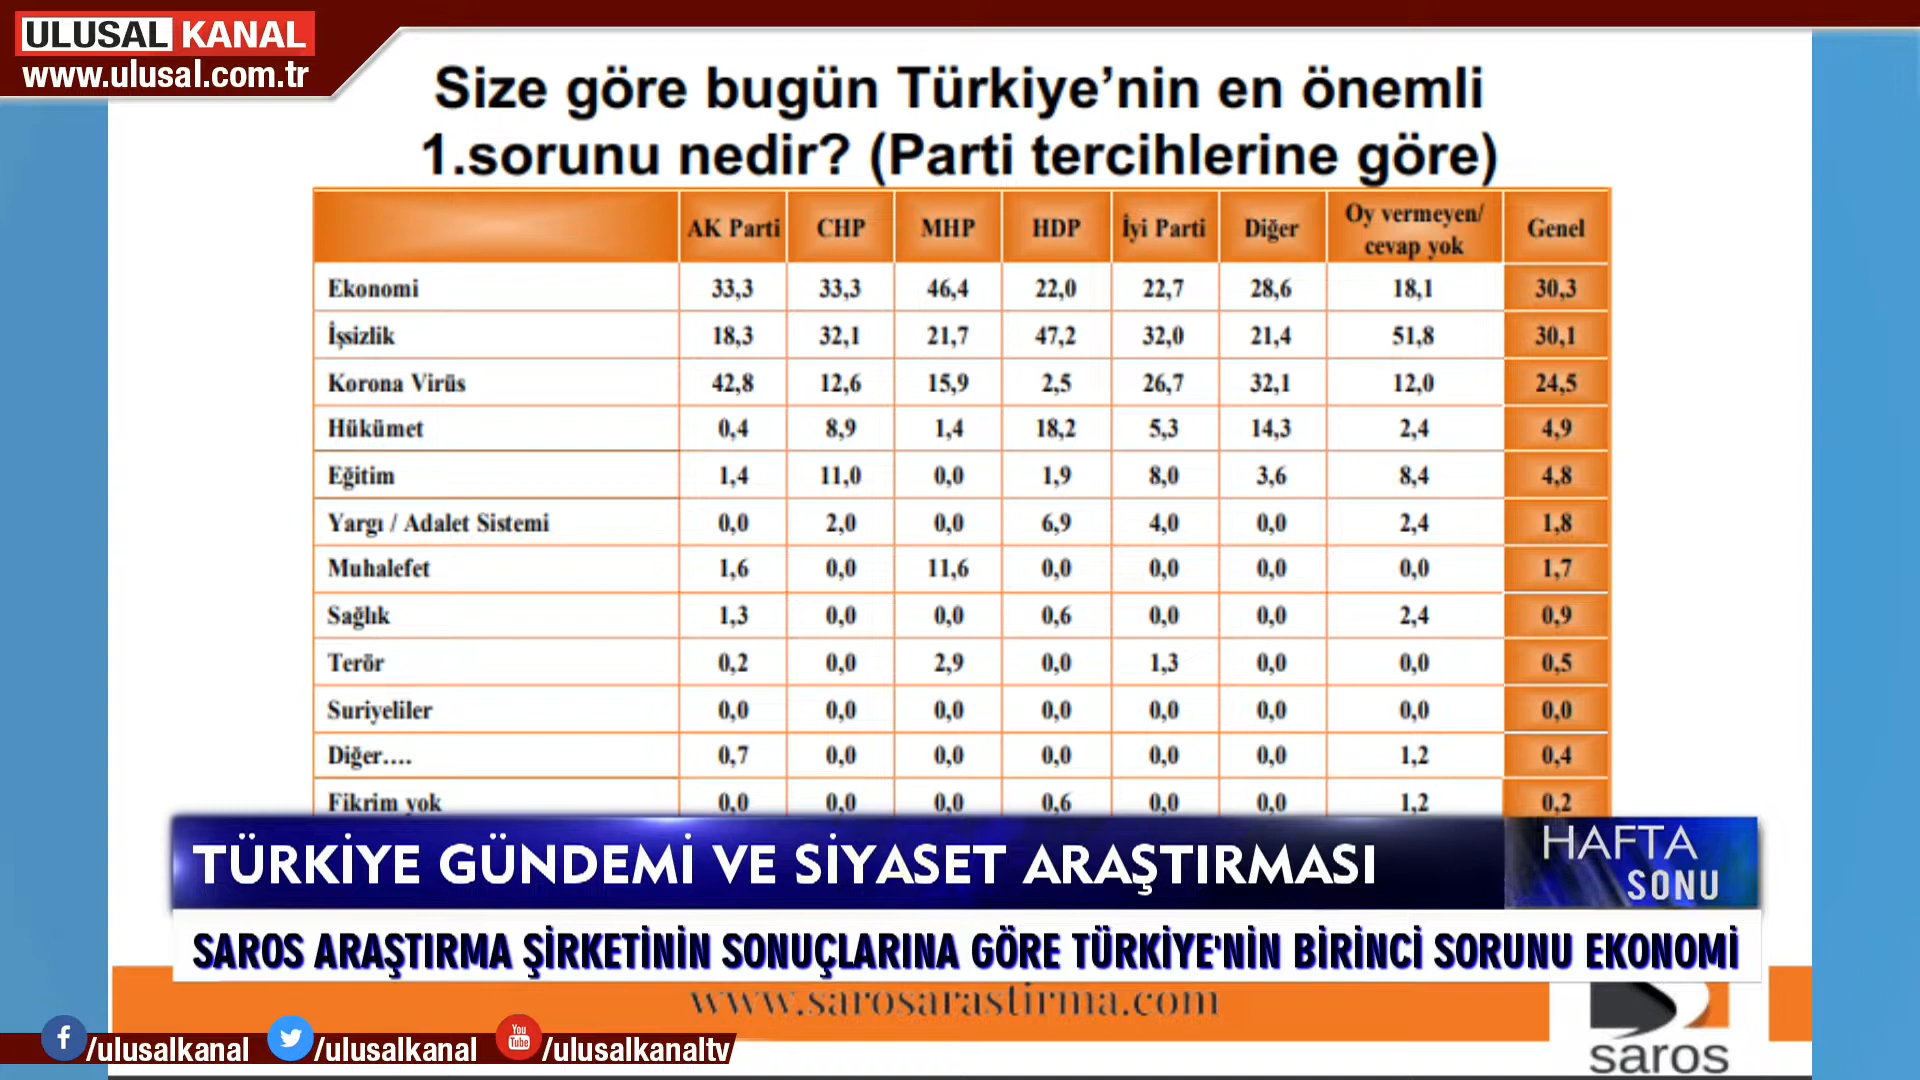 ULUSAL KANAL
www.ulusal.com.tr
Size göre bugün Türkiye’nin en önemli
1.sorunu nedir? (Parti tercihlerine göre)
AK Parti CHP MHP HDP İyi Parti Diğer Oy vermeyen/ cevap yok Genel
Ekonomi 33,3 33,3 46,4 22,0 22,7 28,6 18,1 30,3
İşsizlik 18,3 32,1 21,7 47,2 32,0 21,4 51,8 30,1
Korona Virüs 42,8 12,6 15,9 2,5 26,7 32,1 12,0 24,5
Hükümet 0,4 8,9 1,4 18,2 5,3 14,3 2,4 4,9
Eğitim 1,4 11,0 0,0 1,9 8,0 3,6 8,4 4,8
Yargı / Adalet Sistemi 0,0 2,0 0,0 6,9 4,0 0,0 2,4 1,8
Muhalefet 1,6 0,0 11,6 0,0 0,0 0,0 0,0 1,7
Sağlık 1,3 0,0 0,0 0,6 0,0 0,0 2,4 0,9
Terör 0,2 0,0 2,9 0,0 1,3 0,0 0,0 0,5
Suriyeliler 0,0 0,0 0,0 0,0 0,0 0,0 0,0 0,0
Diğer.... 0,7 0,0 0,0 0,0 0,0 0,0 1,2 0,4
Fikrim yok 0,0 0,0 0,0 0,6 0,0 0,0 1,2 0,2
TÜRKİYE GÜNDEMİ VE SİYASET ARAŞTIRMASI
HAFTA
SONU
SAROS ARAŞTIRMA ŞİRKETİNİN SONUÇLARINA GÖRE TÜRKİYE'NİN BİRİNCİ SORUNU EKONOMİ
www.sarosarastirma.com
saros
f /ulusalkanal /ulusalkanal You Tube /ulusalkanaltv